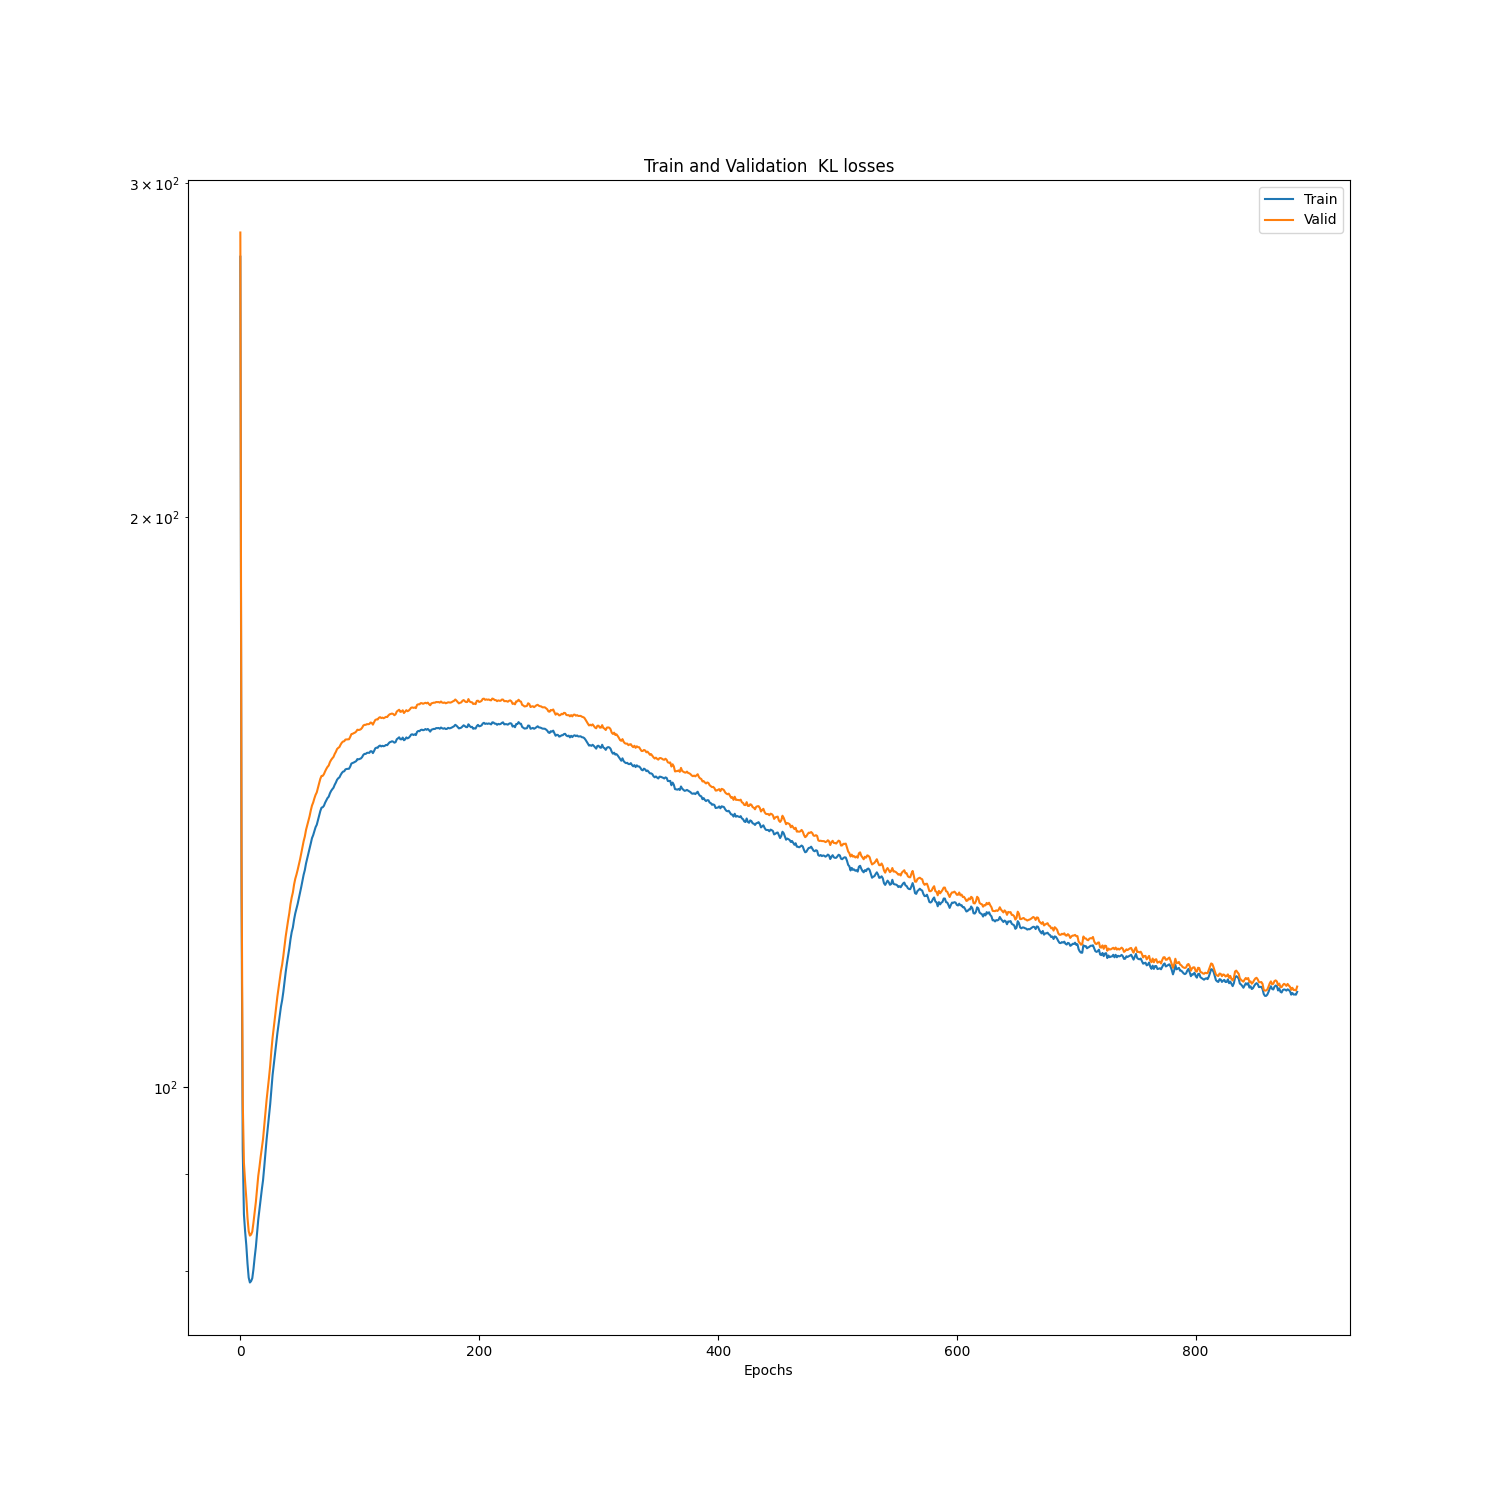 Train and Validation  KL losses
3 × 10²
2 × 10²
10²
Train
Valid
0 200 400 600 800
Epochs